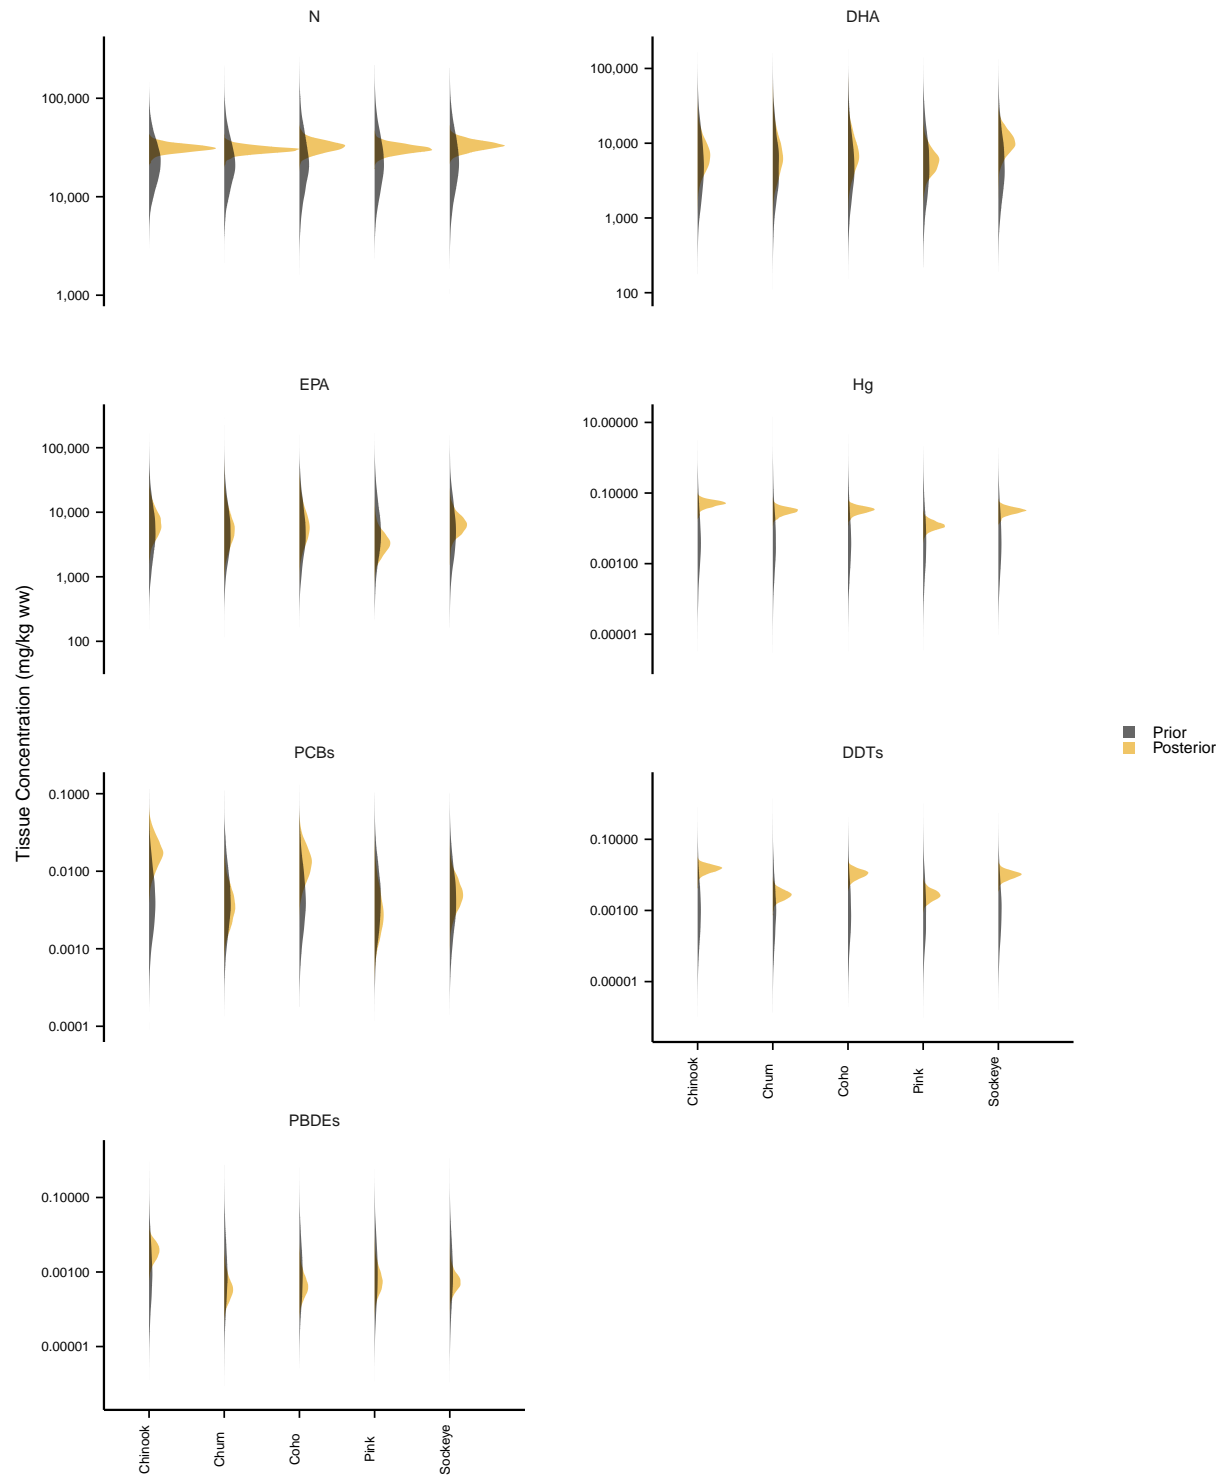 N
100,000
10,000
1,000
DHA
100,000
10,000
1,000
100
EPA
100,000
10,000
1,000
100
Hg
10.00000
0.10000
0.00100
0.00001
Tissue Concentration (mg/kg ww)
PCBs
0.1000
0.0100
0.0010
0.0001
DDTs
0.10000
0.00100
0.00001
Chinook
Chum
Coho
Pink
Sockeye
Prior
Posterior
PBDEs
0.10000
0.00100
0.00001
Chinook
Chum
Coho
Pink
Sockeye